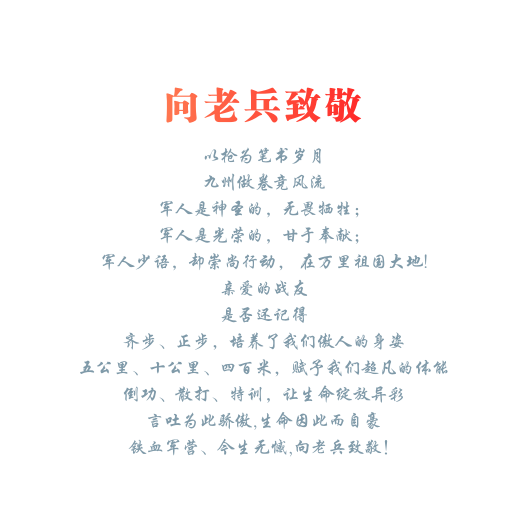 向老兵致敬
以枪为笔书岁月
九州做卷竞风流
军人是神圣的，无畏牺牲；
军人是光荣的，甘于奉献；
军人少语，却崇尚行动， 在万里祖国大地!
亲爱的战友
是否还记得
齐步、正步，培养了我们傲人的身姿
五公里、十公里、四百米，赋予我们超凡的体能
倒功、散打、特训，让生命绽放异彩
言吐为此骄傲,生命因此而自豪
铁血军营、今生无憾,向老兵致敬！